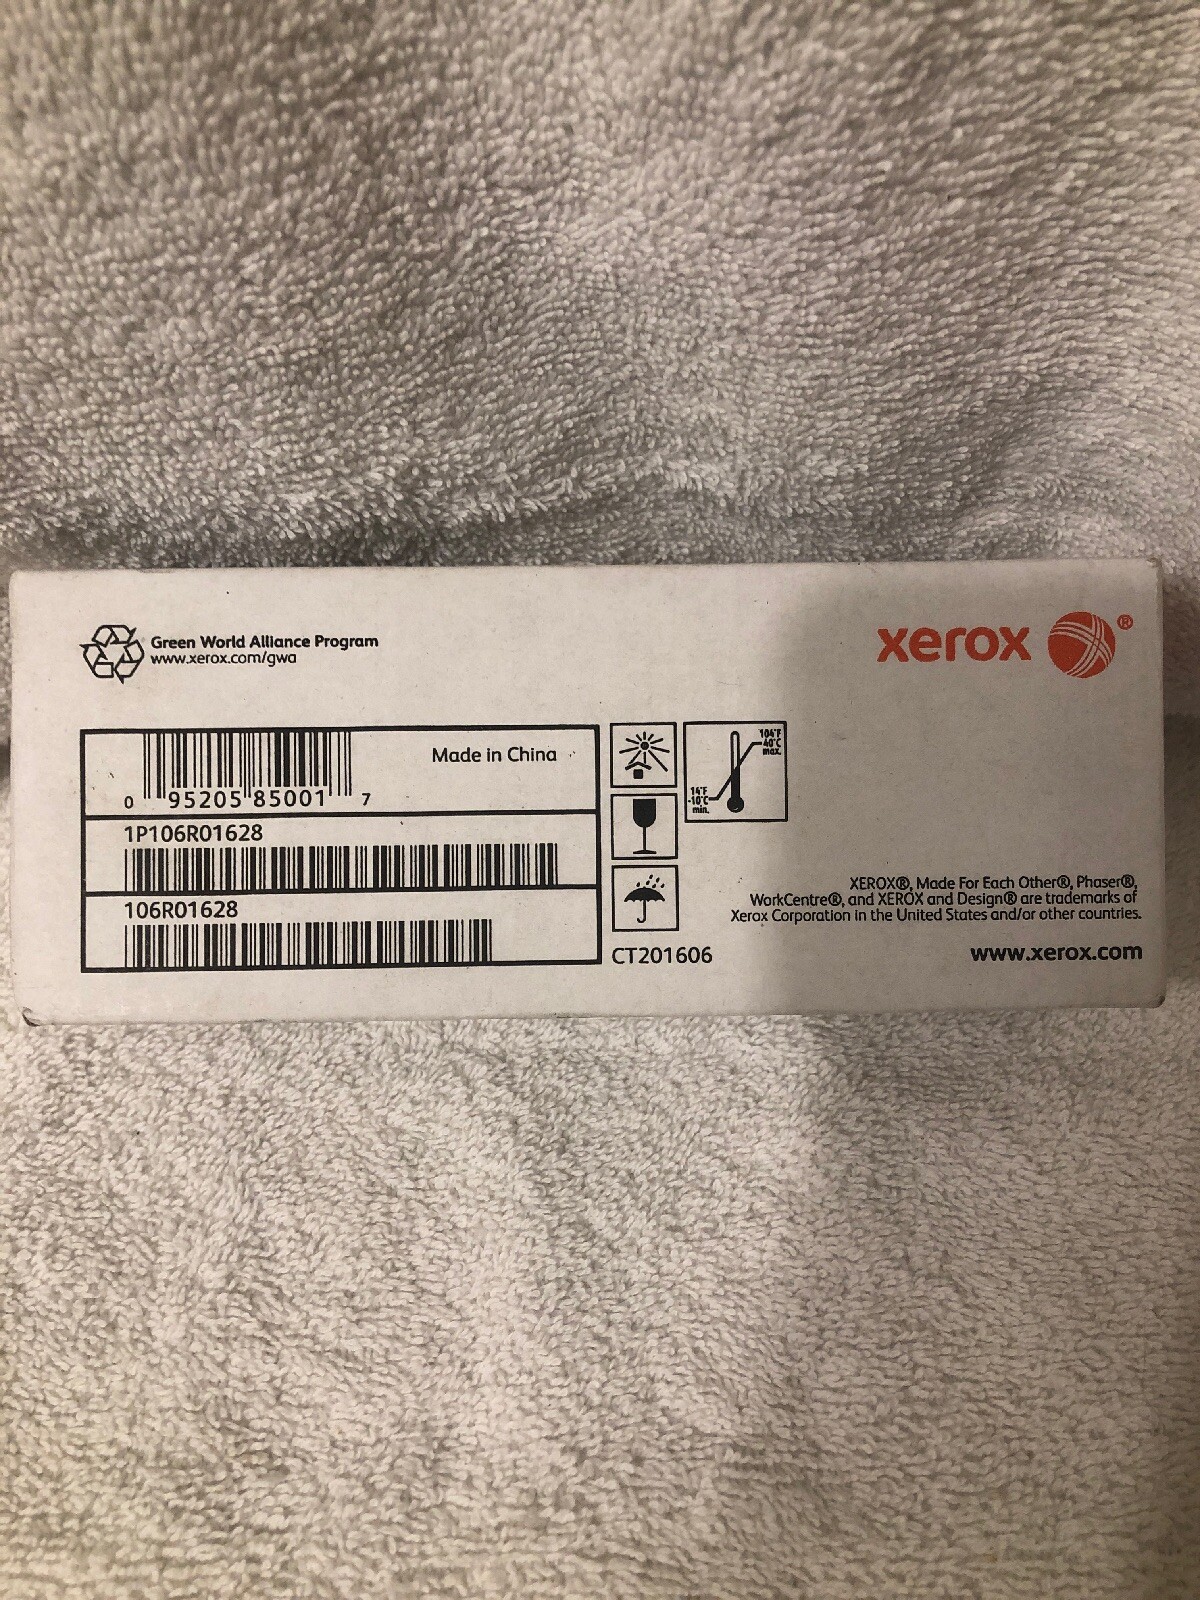 Green World Alliance Program
www.xerox.com/gwa
xerox ®
Made in China
0 95205 85001 7
1P106R01628
106R01628
104°F
40°C
max.
14°F
-10°C
min.
CT201606
XEROX®, Made For Each Other®, Phaser®,
WorkCentre®, and XEROX and Design® are trademarks of
Xerox Corporation in the United States and/or other countries.
www.xerox.com